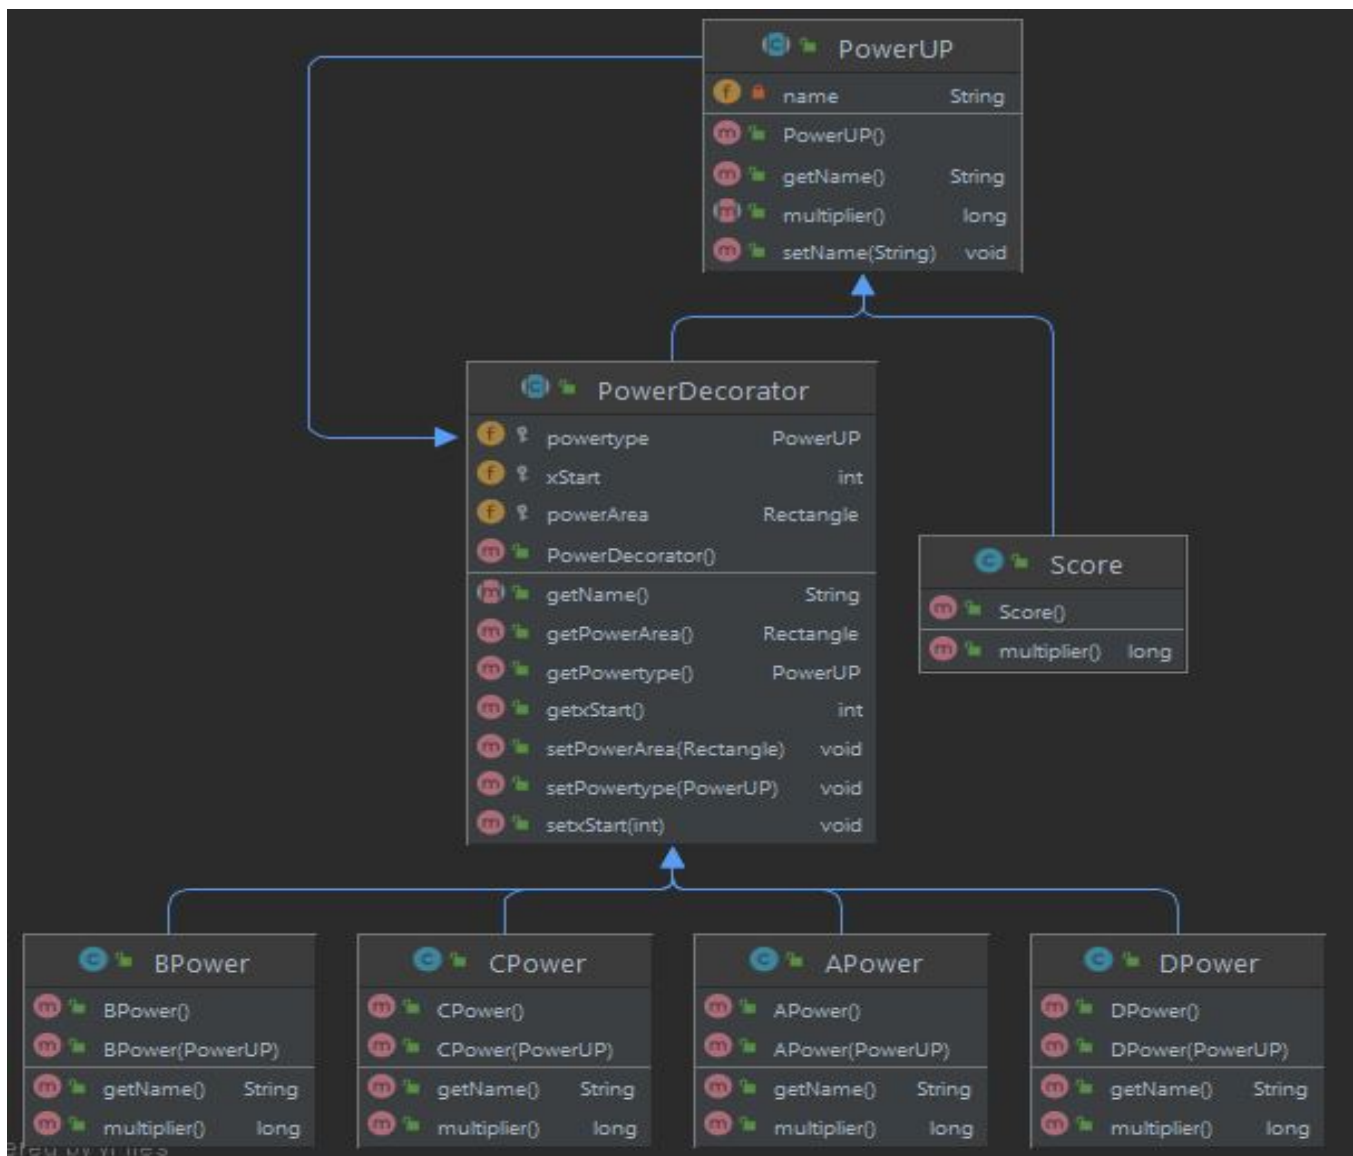 PowerUP
name String
PowerUP()
getName() String
multiplier() long
setName(String) void
PowerDecorator
powertype PowerUP
xStart int
powerArea Rectangle
PowerDecorator()
getName() String
getPowerArea() Rectangle
getPowertype() PowerUP
getxStart() int
setPowerArea(Rectangle) void
setPowertype(PowerUP) void
setxStart(int) void
Score
Score()
multiplier() long
BPower
BPower()
BPower(PowerUP)
getName() String
multiplier() long
CPower
CPower()
CPower(PowerUP)
getName() String
multiplier() long
APower
APower()
APower(PowerUP)
getName() String
multiplier() long
DPower
DPower()
DPower(PowerUP)
getName() String
multiplier() long